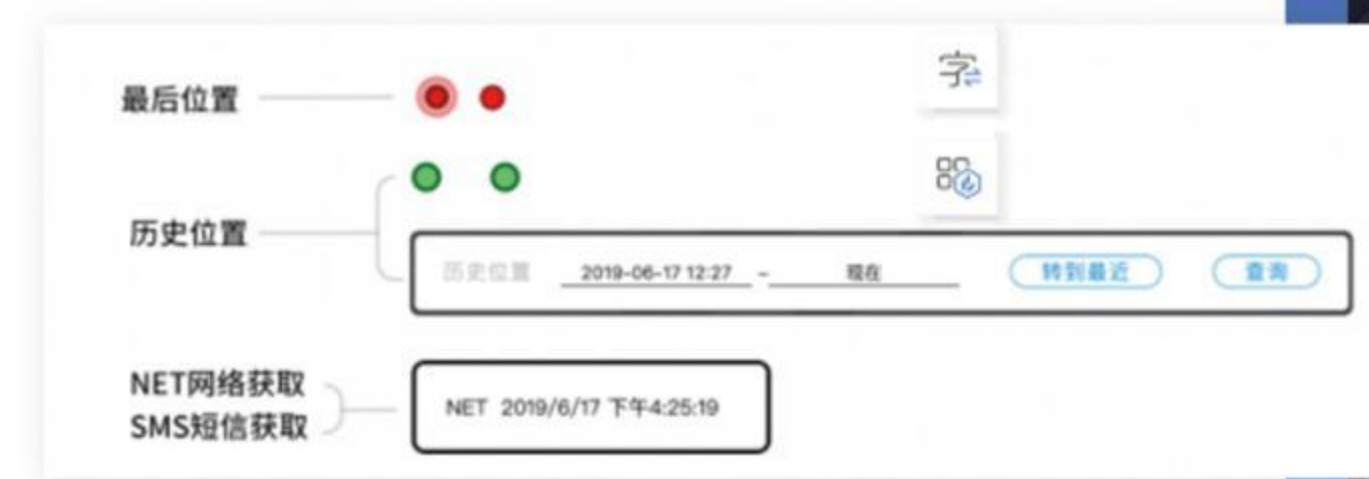 最后位置
字
历史位置
历史位置 2019-06-17 12:27 - 现在 转到最近 查询
NET网络获取
SMS短信获取
NET 2019/6/17 下午4:25:19